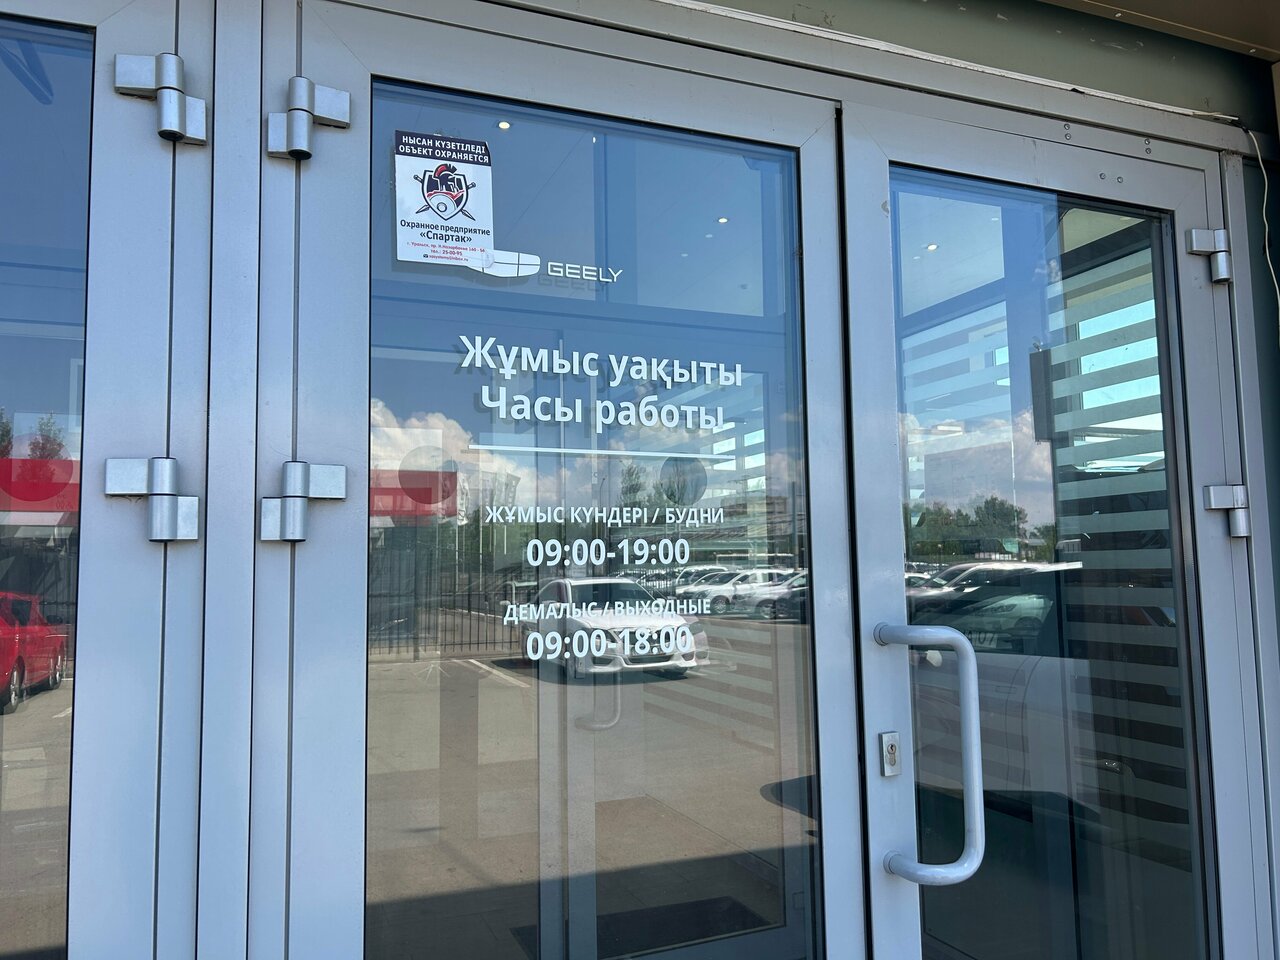 НЫСАН КҮЗЕТІЛЕДІ
ОБЪЕКТ ОХРАНЯЕТСЯ
Охранное предприятие
«Спартак»
GEELY
Жұмыс уақыты
Часы работы
ЖҰМЫС КҮНДЕРІ / БУДНИ
09:00-19:00
ДЕМАЛЫС / ВЫХОДНЫЕ
09:00-18:00